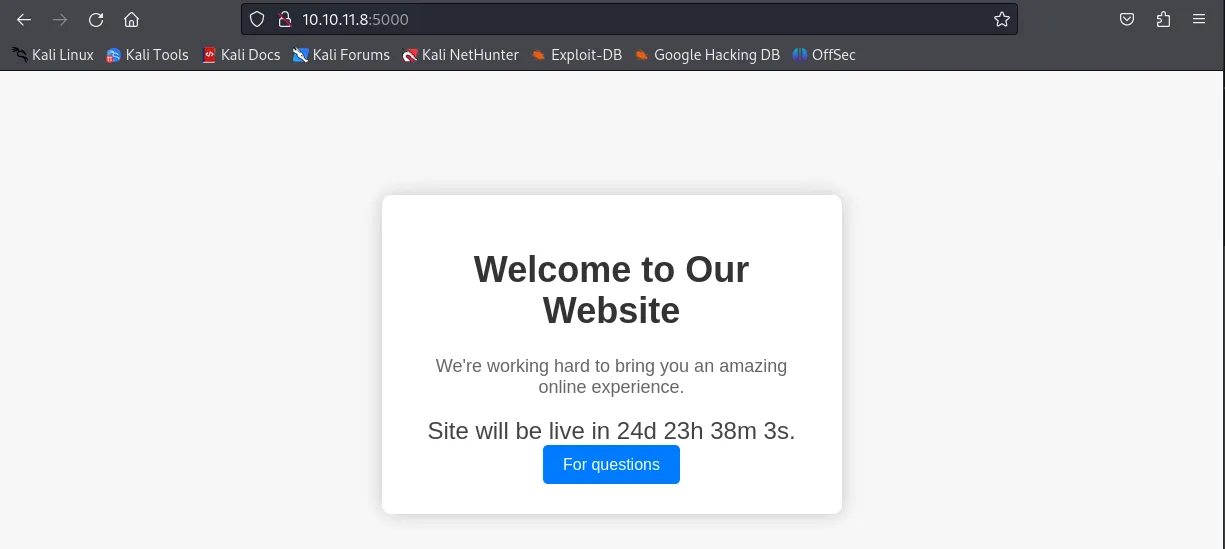 10.10.11.8:5000
Kali Linux Kali Tools Kali Docs Kali Forums Kali NetHunter Exploit-DB Google Hacking DB OffSec
Welcome to Our
Website
We're working hard to bring you an amazing
online experience.
Site will be live in 24d 23h 38m 3s.
For questions